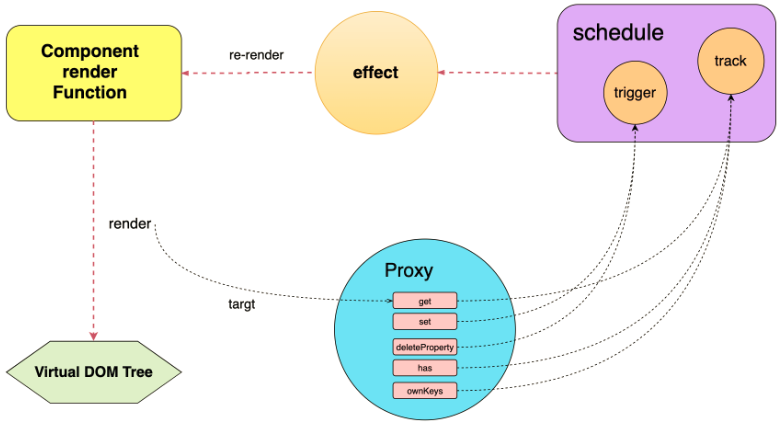 Component
render
Function
re-render
effect
schedule
trigger
track
render
targt
Proxy
get
set
deleteProperty
has
ownKeys
Virtual DOM Tree